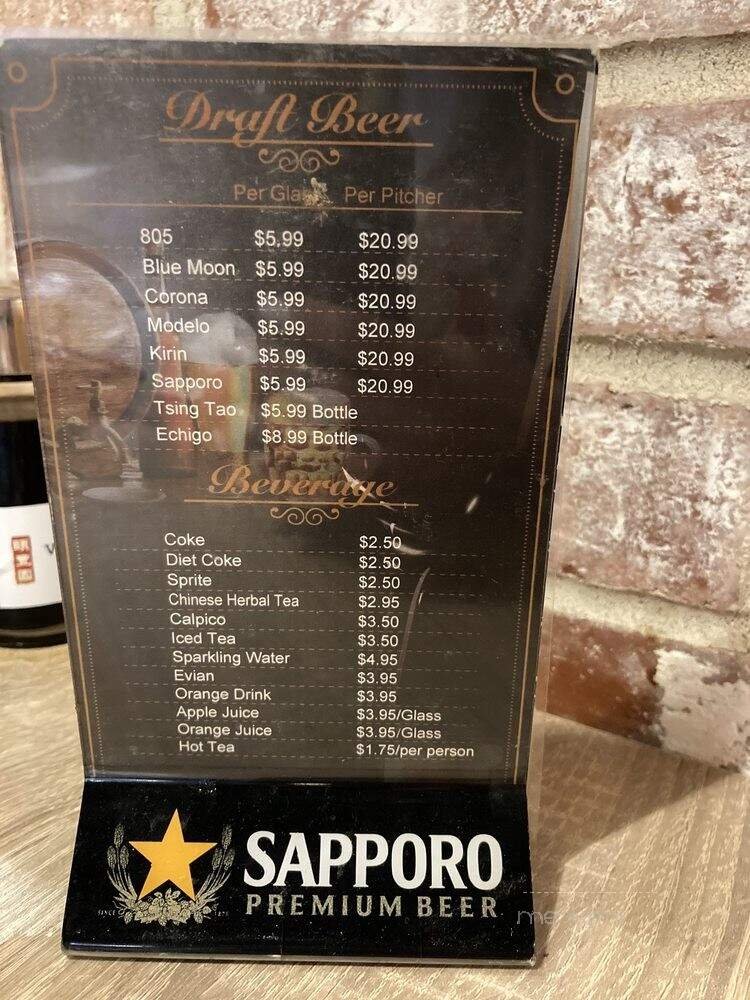 Draft Beer
Per Glass Per Pitcher
805 $5.99 $20.99
Blue Moon $5.99 $20.99
Corona $5.99 $20.99
Modelo $5.99 $20.99
Kirin $5.99 $20.99
Sapporo $5.99 $20.99
Tsing Tao $5.99 Bottle
Echigo $8.99 Bottle
Beverage
Coke $2.50
Diet Coke $2.50
Sprite $2.50
Chinese Herbal Tea $2.95
Calpico $3.50
Iced Tea $3.50
Sparkling Water $4.95
Evian $3.95
Orange Drink $3.95
Apple Juice $3.95/Glass
Orange Juice $3.95/Glass
Hot Tea $1.75/per person
SAPPORO
PREMIUM BEER
SINCE 1876